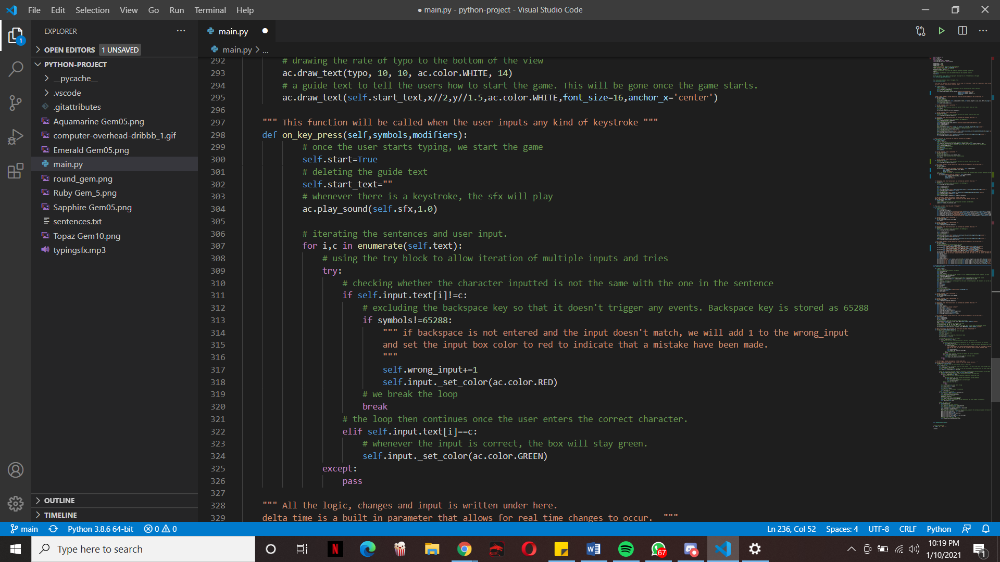 File Edit Selection View Go Run Terminal Help
● main.py - python-project - Visual Studio Code
EXPLORER
OPEN EDITORS 1 UNSAVED
PYTHON-PROJECT
__pycache__
.vscode
.gitattributes
Aquamarine Gem05.png
computer-overhead-dribbb_1.gif
Emerald Gem05.png
main.py
round_gem.png
Ruby Gem_5.png
Sapphire Gem05.png
sentences.txt
Topaz Gem10.png
typingsfx.mp3
OUTLINE
TIMELINE
1
main.py
main.py > ...
292 # drawing the rate of typo to the bottom of the view
293 ac.draw_text(typo, 10, 10, ac.color.WHITE, 14)
294 # a guide text to tell the users how to start the game. This will be gone once the game starts.
295 ac.draw_text(self.start_text,x//2,y//1.5,ac.color.WHITE,font_size=16,anchor_x='center')
296
297 """ This function will be called when the user inputs any kind of keystroke """
298 def on_key_press(self,symbols,modifiers):
299 # once the user starts typing, we start the game
300 self.start=True
301 # deleting the guide text
302 self.start_text=""
303 # whenever there is a keystroke, the sfx will play
304 ac.play_sound(self.sfx,1.0)
305
306 # iterating the sentences and user input.
307 for i,c in enumerate(self.text):
308 # using the try block to allow iteration of multiple inputs and tries
309 try:
310 # checking whether the character inputted is not the same with the one in the sentence
311 if self.input.text[i]!=c:
312 # excluding the backspace key so that it doesn't trigger any events. Backspace key is stored as 65288
313 if symbols!=65288:
314 """ if backspace is not entered and the input doesn't match, we will add 1 to the wrong_input
315 and set the input box color to red to indicate that a mistake have been made.
316 """
317 self.wrong_input+=1
318 self.input._set_color(ac.color.RED)
319 # we break the loop
320 break
321 # the loop then continues once the user enters the correct character.
322 elif self.input.text[i]==c:
323 # whenever the input is correct, the box will stay green.
324 self.input._set_color(ac.color.GREEN)
325 except:
326 pass
327
328 """ All the logic, changes and input is written under here.
329 delta time is a built in parameter that allows for real time changes to occur. """
main Python 3.8.6 64-bit 0 0 Ln 236, Col 52 Spaces: 4 UTF-8 CRLF Python
Type here to search
67
10:19 PM
1/10/2021
1